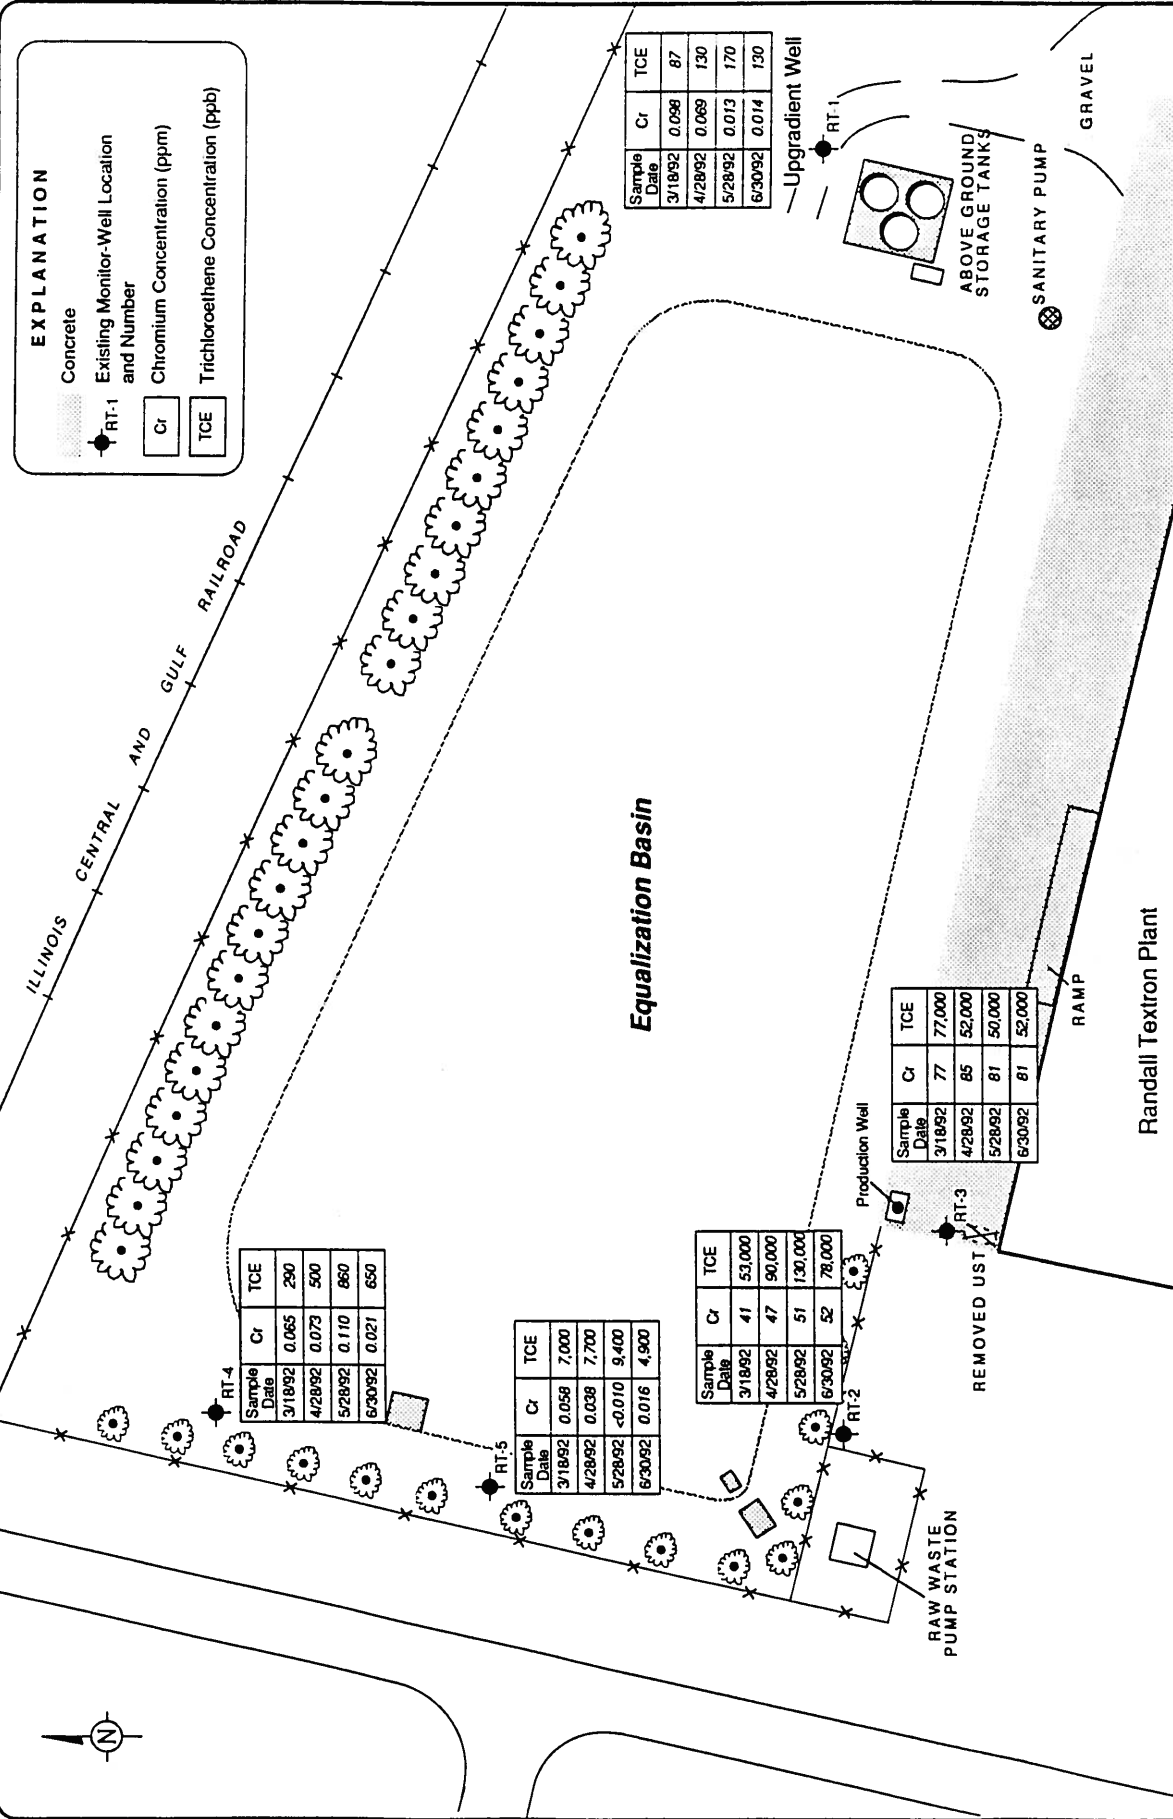 EXPLANATION
Concrete
RT-1 Existing Monitor-Well Location
and Number
Cr Chromium Concentration (ppm)
TCE Trichloroethene Concentration (ppb)
ILLINOIS CENTRAL AND GULF RAILROAD
N
RT-4
Sample Date Cr TCE
3/18/92 0.065 290
4/28/92 0.073 500
5/28/92 0.110 860
6/30/92 0.021 650
Sample Date Cr TCE
3/18/92 0.098 87
4/28/92 0.069 130
5/28/92 0.013 170
6/30/92 0.014 130
Upgradient Well
RT-1
RT-5
Sample Date Cr TCE
3/18/92 0.058 7,000
4/28/92 0.038 7,700
5/28/92 <0.010 9,400
6/30/92 0.016 4,900
Equalization Basin
Sample Date Cr TCE
3/18/92 41 53,000
4/28/92 47 90,000
5/28/92 51 130,000
6/30/92 52 78,000
RT-2
Production Well
Sample Date Cr TCE
3/18/92 77 77,000
4/28/92 85 52,000
5/28/92 81 50,000
6/30/92 81 52,000
RT-3
REMOVED UST
RAW WASTE
PUMP STATION
ABOVE GROUND
STORAGE TANKS
SANITARY PUMP
GRAVEL
RAMP
Randall Textron Plant